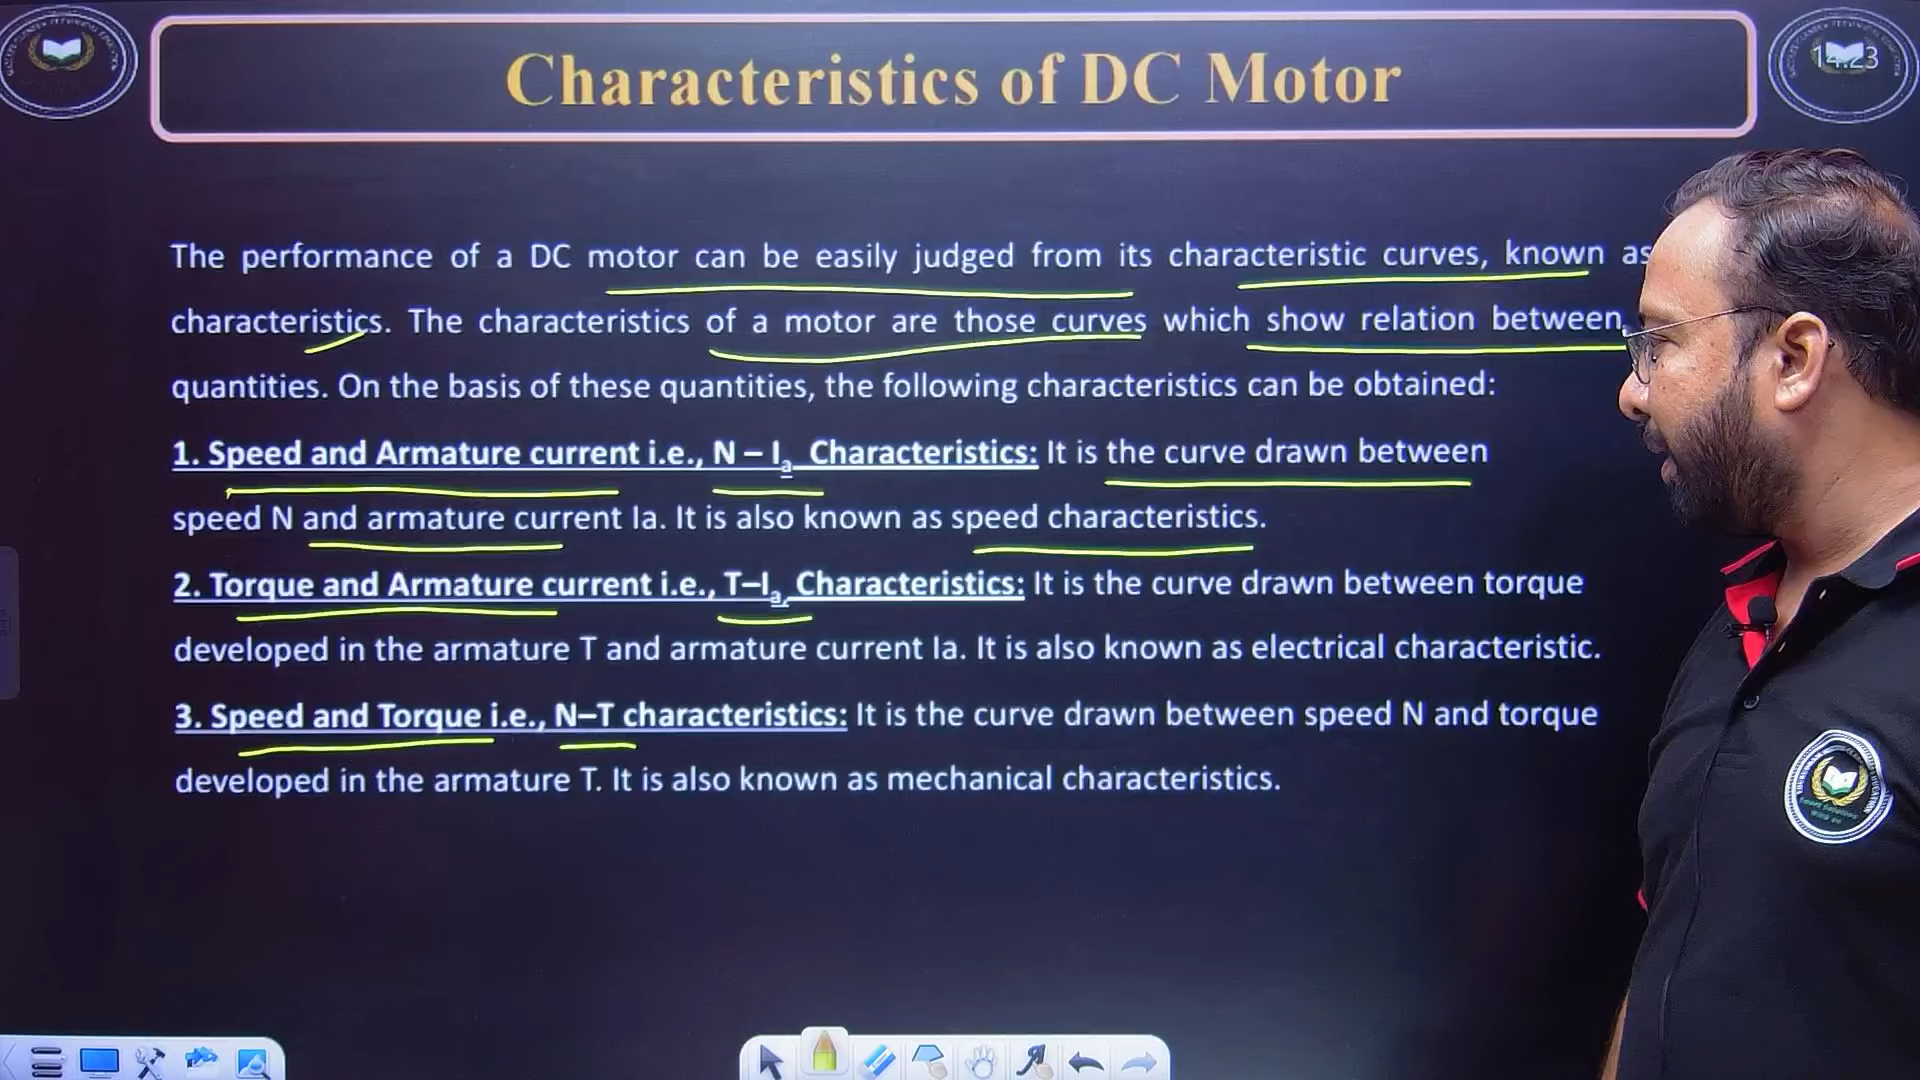 Characteristics of DC Motor
14:23
The performance of a DC motor can be easily judged from its characteristic curves, known as
characteristics. The characteristics of a motor are those curves which show relation between
quantities. On the basis of these quantities, the following characteristics can be obtained:
1. Speed and Armature current i.e., N – Ia Characteristics: It is the curve drawn between
speed N and armature current Ia. It is also known as speed characteristics.
2. Torque and Armature current i.e., T–Ia, Characteristics: It is the curve drawn between torque
developed in the armature T and armature current Ia. It is also known as electrical characteristic.
3. Speed and Torque i.e., N–T characteristics: It is the curve drawn between speed N and torque
developed in the armature T. It is also known as mechanical characteristics.